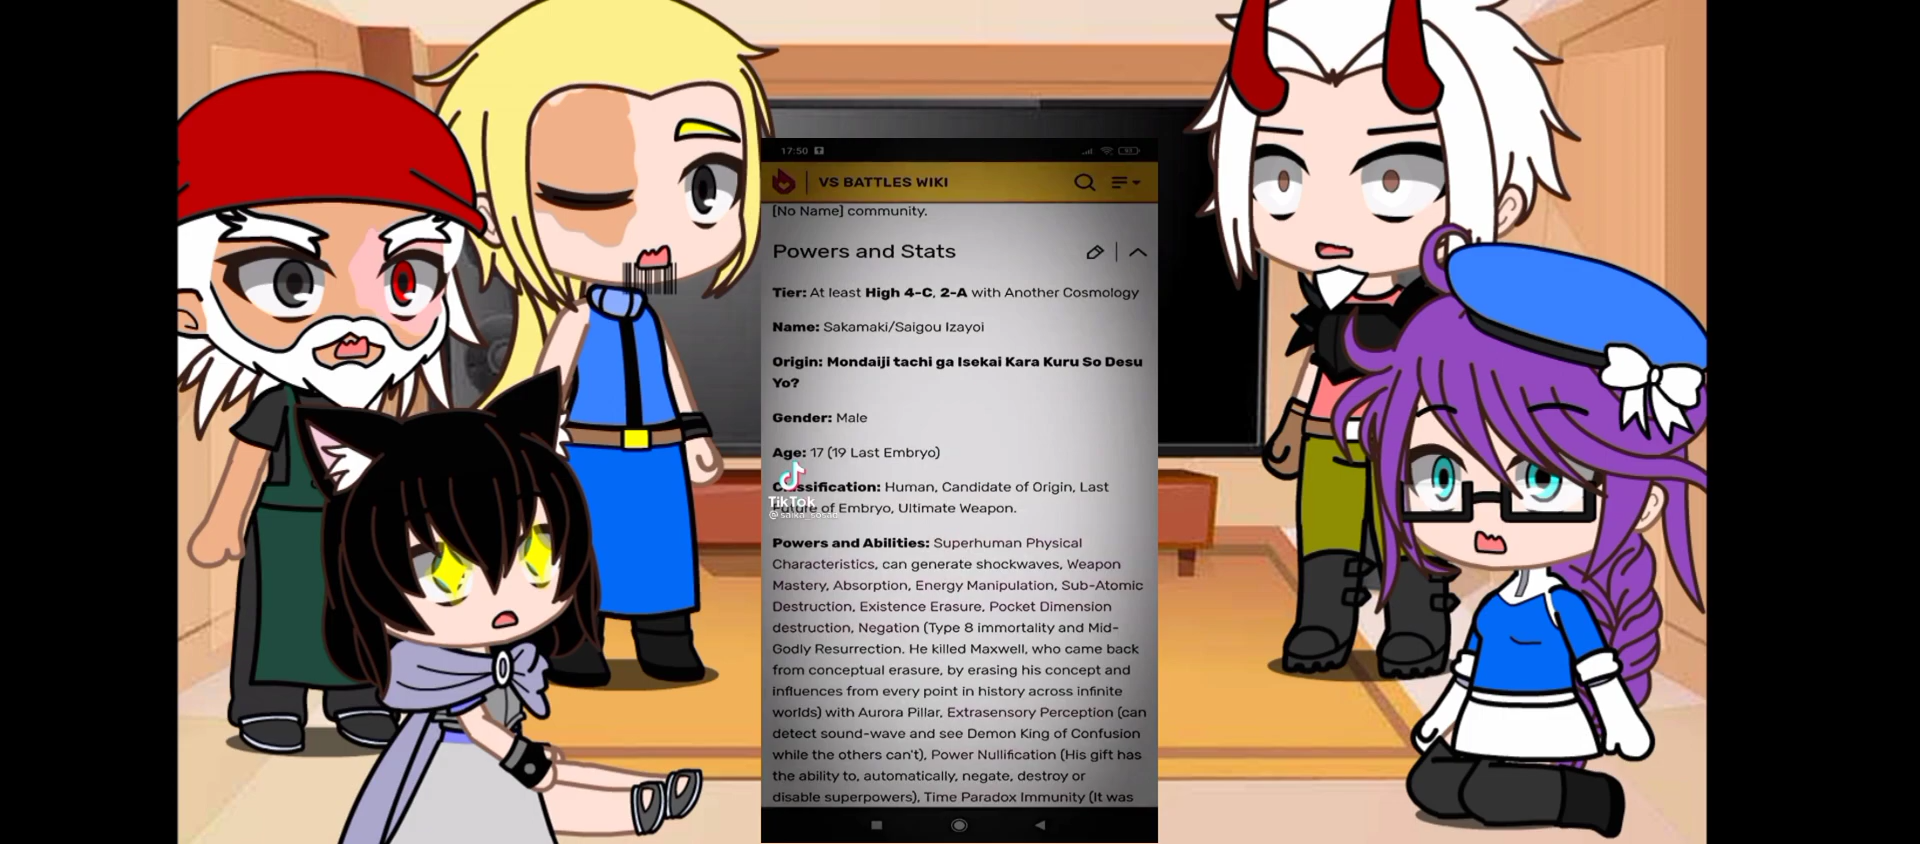 17:50
VS BATTLES WIKI
[No Name] community.
Powers and Stats
Tier: At least High 4-C, 2-A with Another Cosmology
Name: Sakamaki/Saigou Izayoi
Origin: Mondaiji tachi ga Isekai Kara Kuru So Desu
Yo?
Gender: Male
Age: 17 (19 Last Embryo)
Classification: Human, Candidate of Origin, Last
TikTok
Future of Embryo, Ultimate Weapon.
Powers and Abilities: Superhuman Physical
Characteristics, can generate shockwaves, Weapon
Mastery, Absorption, Energy Manipulation, Sub-Atomic
Destruction, Existence Erasure, Pocket Dimension
destruction, Negation (Type 8 immortality and Mid-
Godly Resurrection. He killed Maxwell, who came back
from conceptual erasure, by erasing his concept and
influences from every point in history across infinite
worlds) with Aurora Pillar, Extrasensory Perception (can
detect sound-wave and see Demon King of Confusion
while the others can't), Power Nullification (His gift has
the ability to, automatically, negate, destroy or
disable superpowers), Time Paradox Immunity (It was